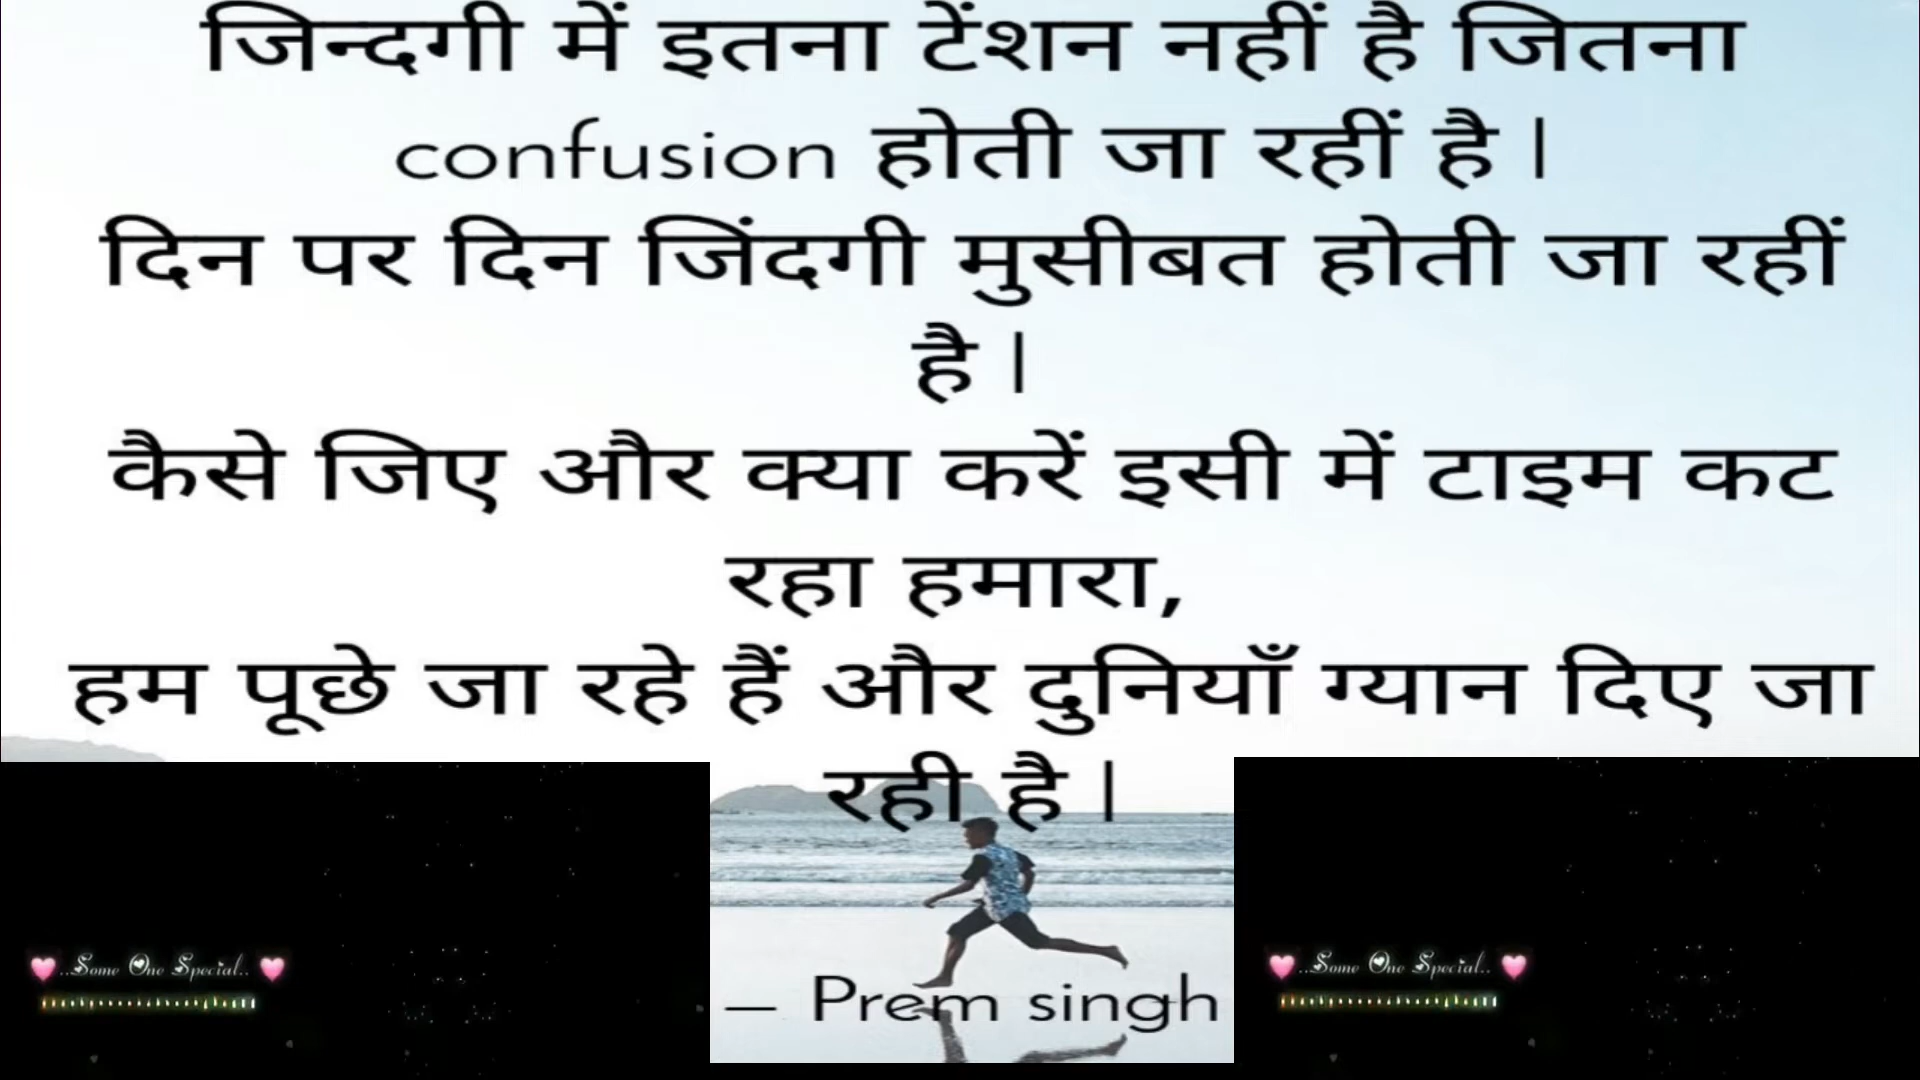 जिन्दगी में इतना टेंशन नहीं है जितना
confusion होती जा रहीं है |
दिन पर दिन जिंदगी मुसीबत होती जा रहीं
है |
कैसे जिए और क्या करें इसी में टाइम कट
रहा हमारा,
हम पूछे जा रहे हैं और दुनियाँ ग्यान दिए जा
रही है |
— Prem singh
..Some One Special..
..Some One Special..